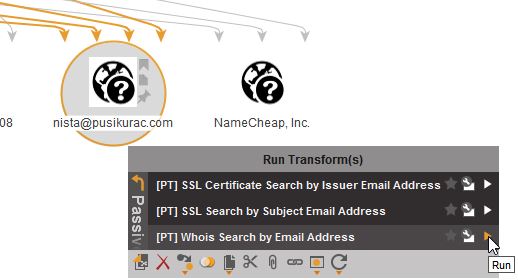 08
nista@pusikurac.com
NameCheap, Inc.
Run Transform(s)
Passiv
[PT] SSL Certificate Search by Issuer Email Address
[PT] SSL Search by Subject Email Address
[PT] Whois Search by Email Address
Run